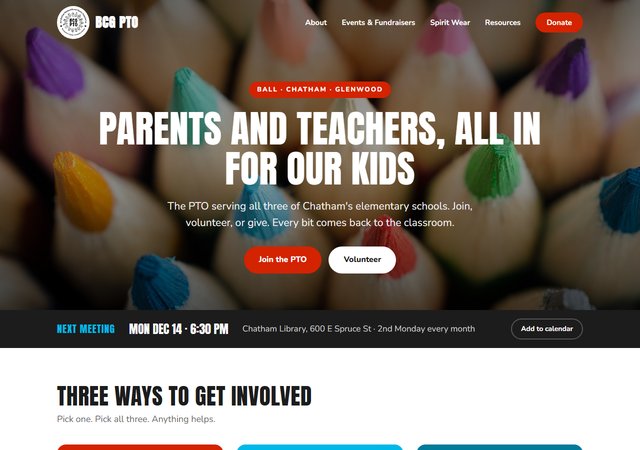 BCG PTO
About
Events & Fundraisers
Spirit Wear
Resources
Donate
BALL · CHATHAM · GLENWOOD
PARENTS AND TEACHERS, ALL IN
FOR OUR KIDS
The PTO serving all three of Chatham's elementary schools. Join,
volunteer, or give. Every bit comes back to the classroom.
Join the PTO
Volunteer
NEXT MEETING
MON DEC 14 · 6:30 PM
Chatham Library, 600 E Spruce St · 2nd Monday every month
Add to calendar
THREE WAYS TO GET INVOLVED
Pick one. Pick all three. Anything helps.